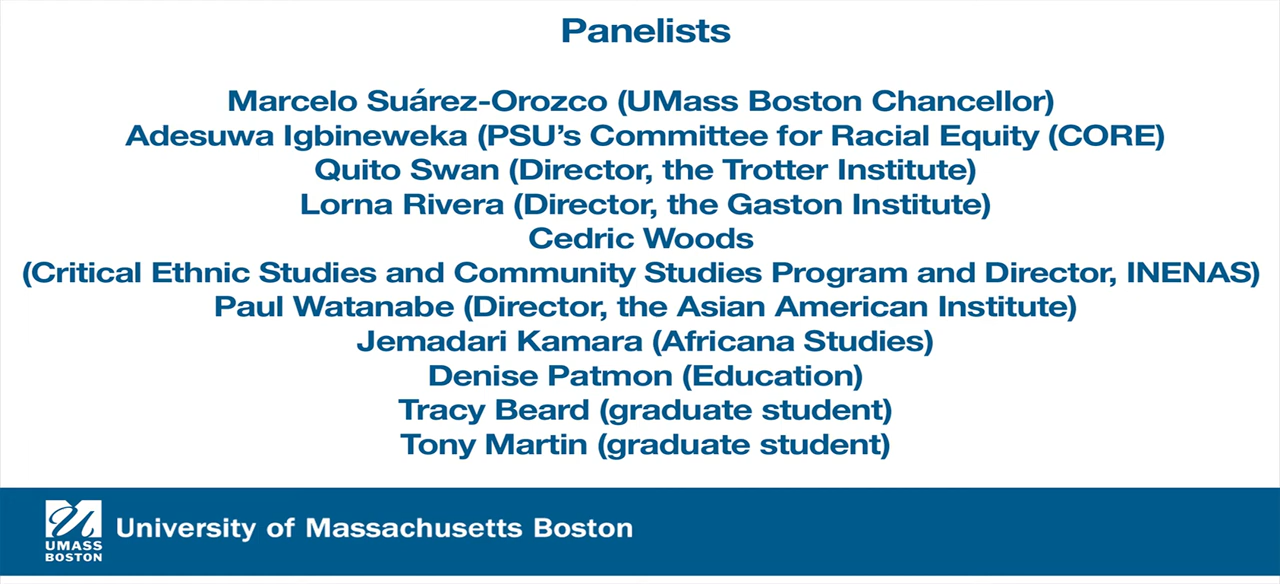 Panelists
Marcelo Suárez-Orozco (UMass Boston Chancellor)
Adesuwa Igbineweka (PSU’s Committee for Racial Equity (CORE)
Quito Swan (Director, the Trotter Institute)
Lorna Rivera (Director, the Gaston Institute)
Cedric Woods
(Critical Ethnic Studies and Community Studies Program and Director, INENAS)
Paul Watanabe (Director, the Asian American Institute)
Jemadari Kamara (Africana Studies)
Denise Patmon (Education)
Tracy Beard (graduate student)
Tony Martin (graduate student)
UMASS
BOSTON
University of Massachusetts Boston